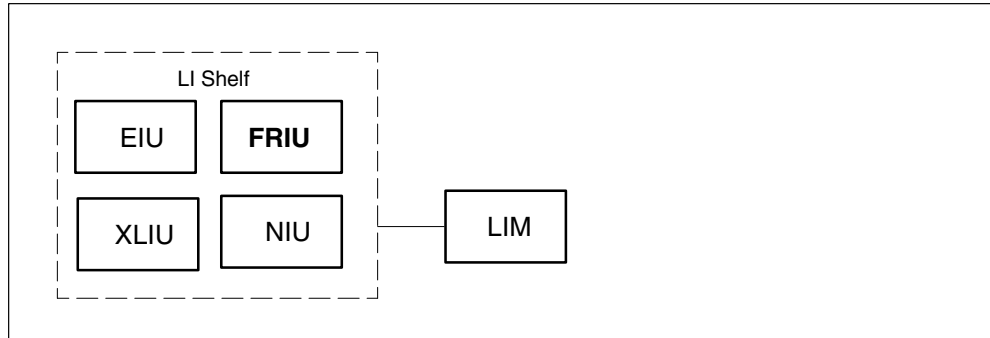 LI Shelf
EIU
FRIU
XLIU
NIU
LIM